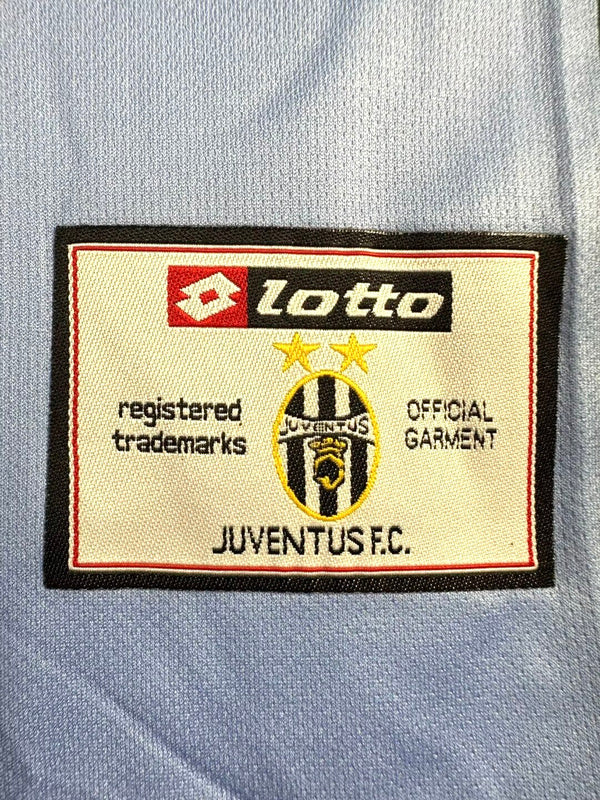 lotto
registered
trademarks
JUVENTUS
OFFICIAL
GARMENT
JUVENTUS F.C.